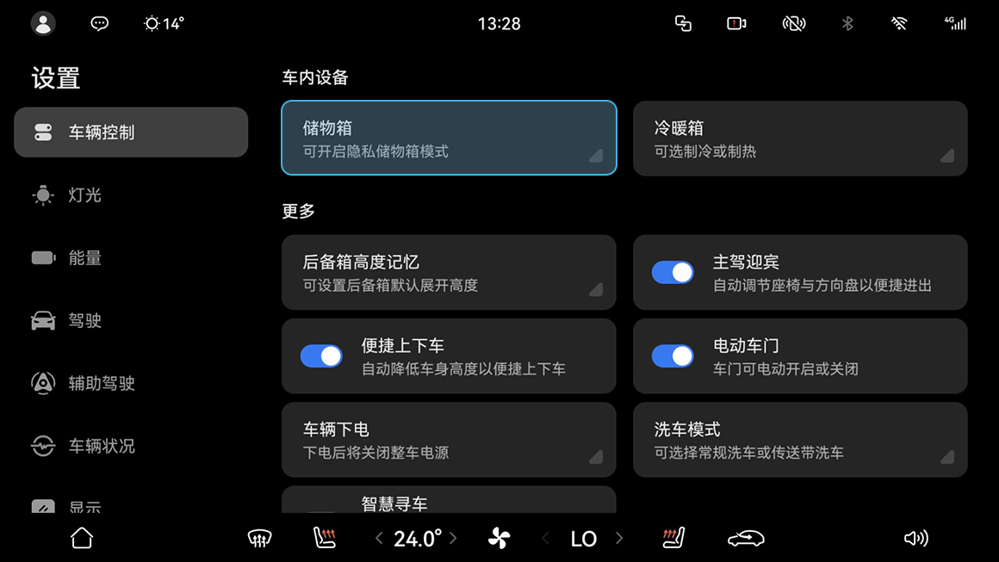 14°
13:28
4G
设置
车辆控制
灯光
能量
驾驶
辅助驾驶
车辆状况
显示
车内设备
储物箱
可开启隐私储物箱模式
冷暖箱
可选制冷或制热
更多
后备箱高度记忆
可设置后备箱默认展开高度
主驾迎宾
自动调节座椅与方向盘以便捷进出
便捷上下车
自动降低车身高度以便捷上下车
电动车门
车门可电动开启或关闭
车辆下电
下电后将关闭整车电源
洗车模式
可选择常规洗车或传送带洗车
智慧寻车
24.0°
LO